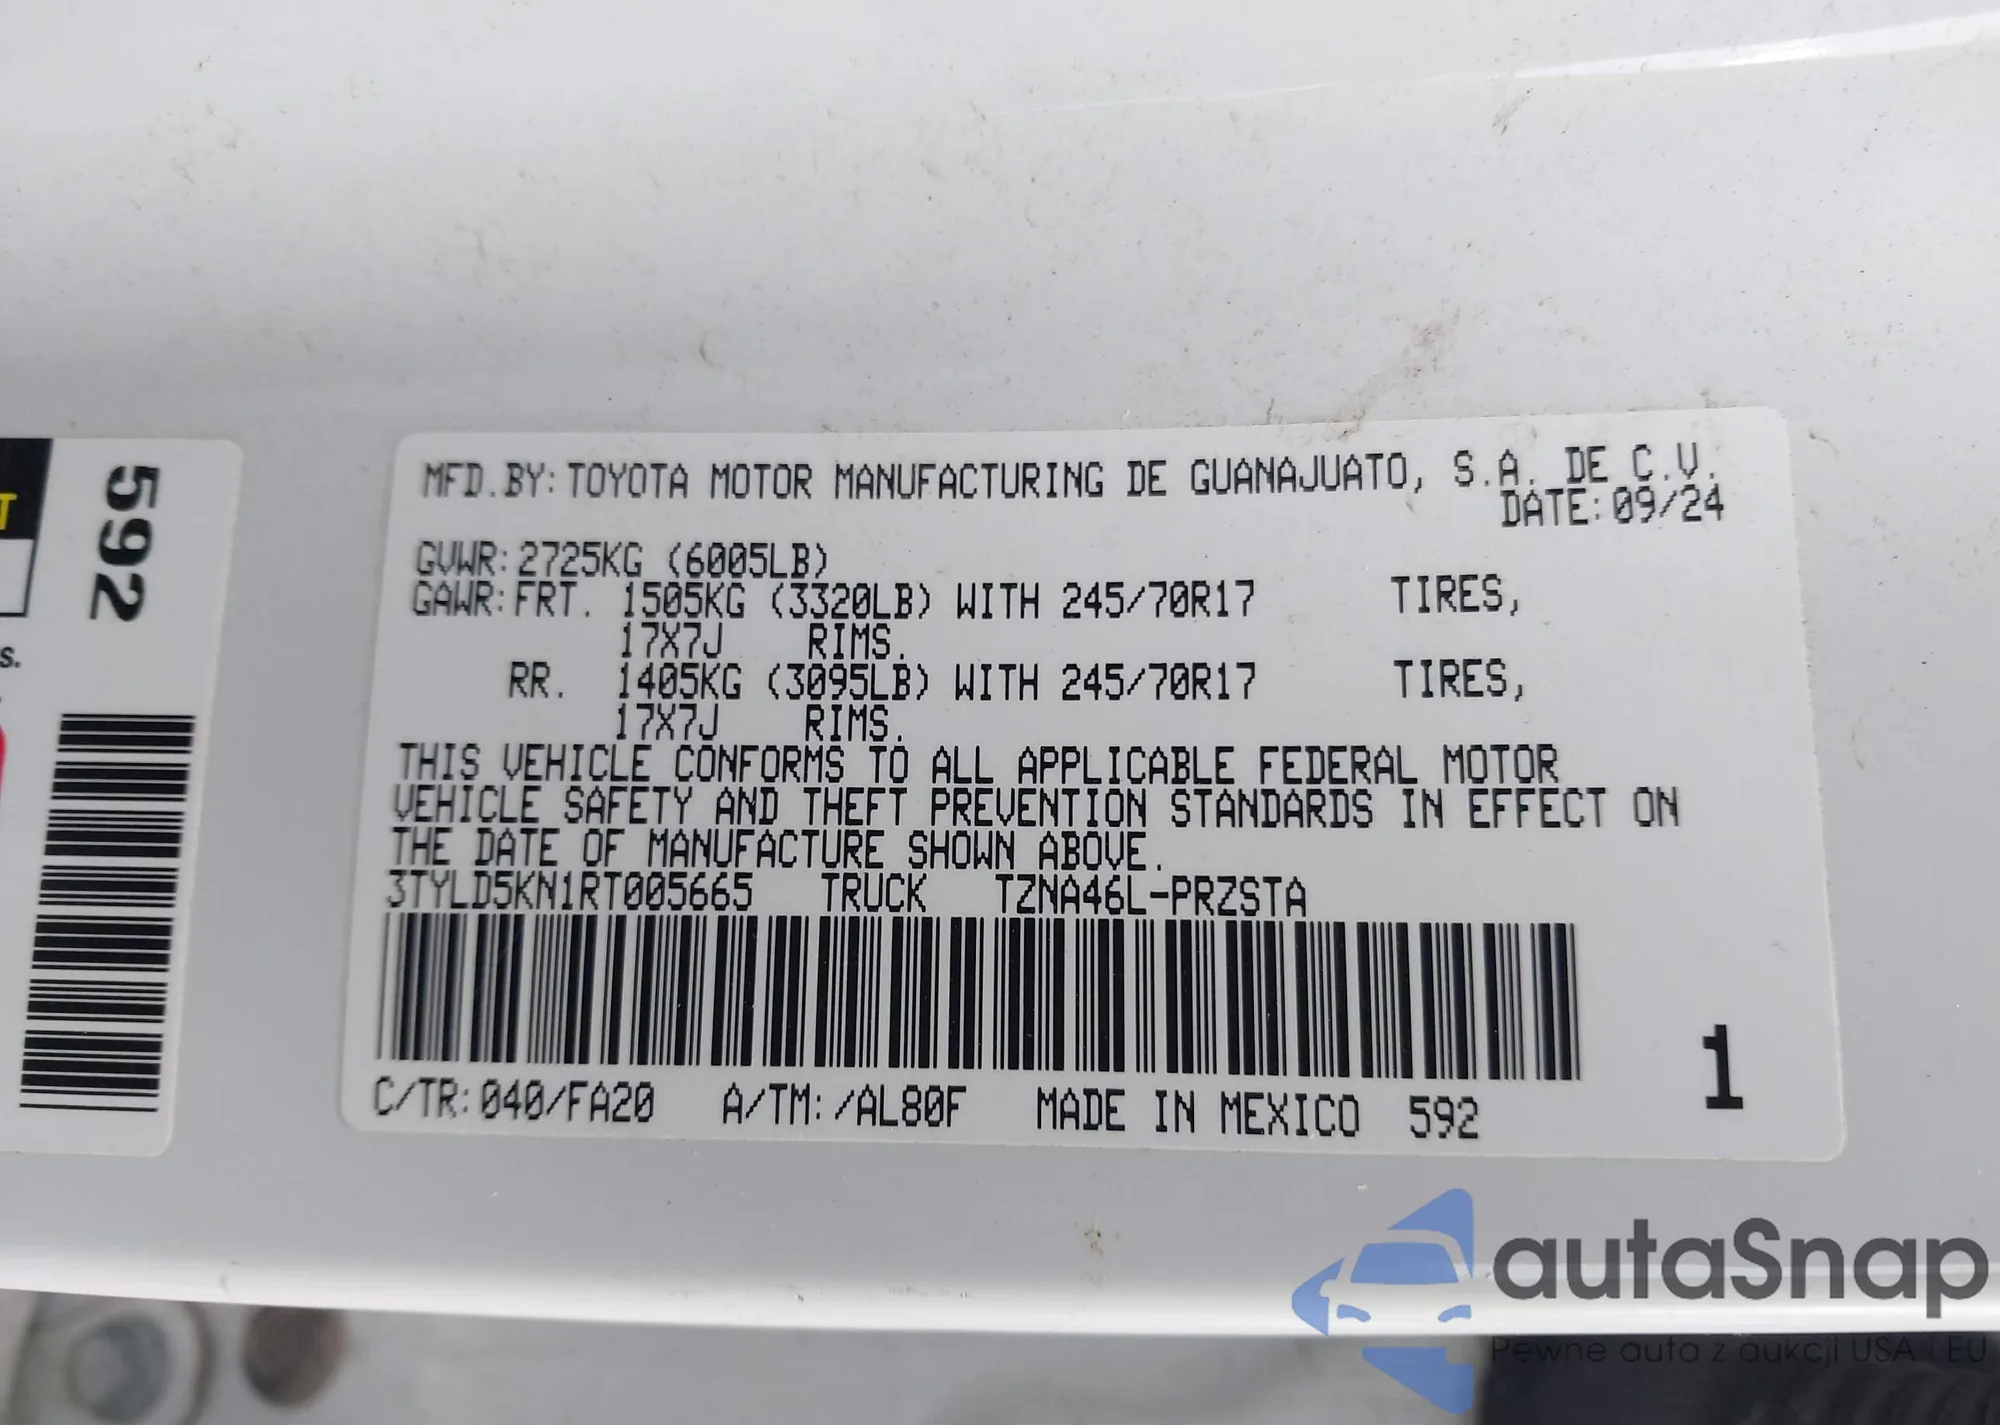 T
592
s.
MFD.BY:TOYOTA MOTOR MANUFACTURING DE GUANAJUATO, S.A. DE C.V.
DATE:09/24
GVWR:2725KG (6005LB)
GAWR:FRT. 1505KG (3320LB) WITH 245/70R17 TIRES,
17X7J RIMS.
RR. 1405KG (3095LB) WITH 245/70R17 TIRES,
17X7J RIMS.
THIS VEHICLE CONFORMS TO ALL APPLICABLE FEDERAL MOTOR
VEHICLE SAFETY AND THEFT PREVENTION STANDARDS IN EFFECT ON
THE DATE OF MANUFACTURE SHOWN ABOVE.
3TYLD5KN1RT005665 TRUCK TZNA46L-PRZSTA
C/TR:040/FA20 A/TM:/AL80F MADE IN MEXICO 592
1
autaSnap
Pewne auta z aukcji USA i EU